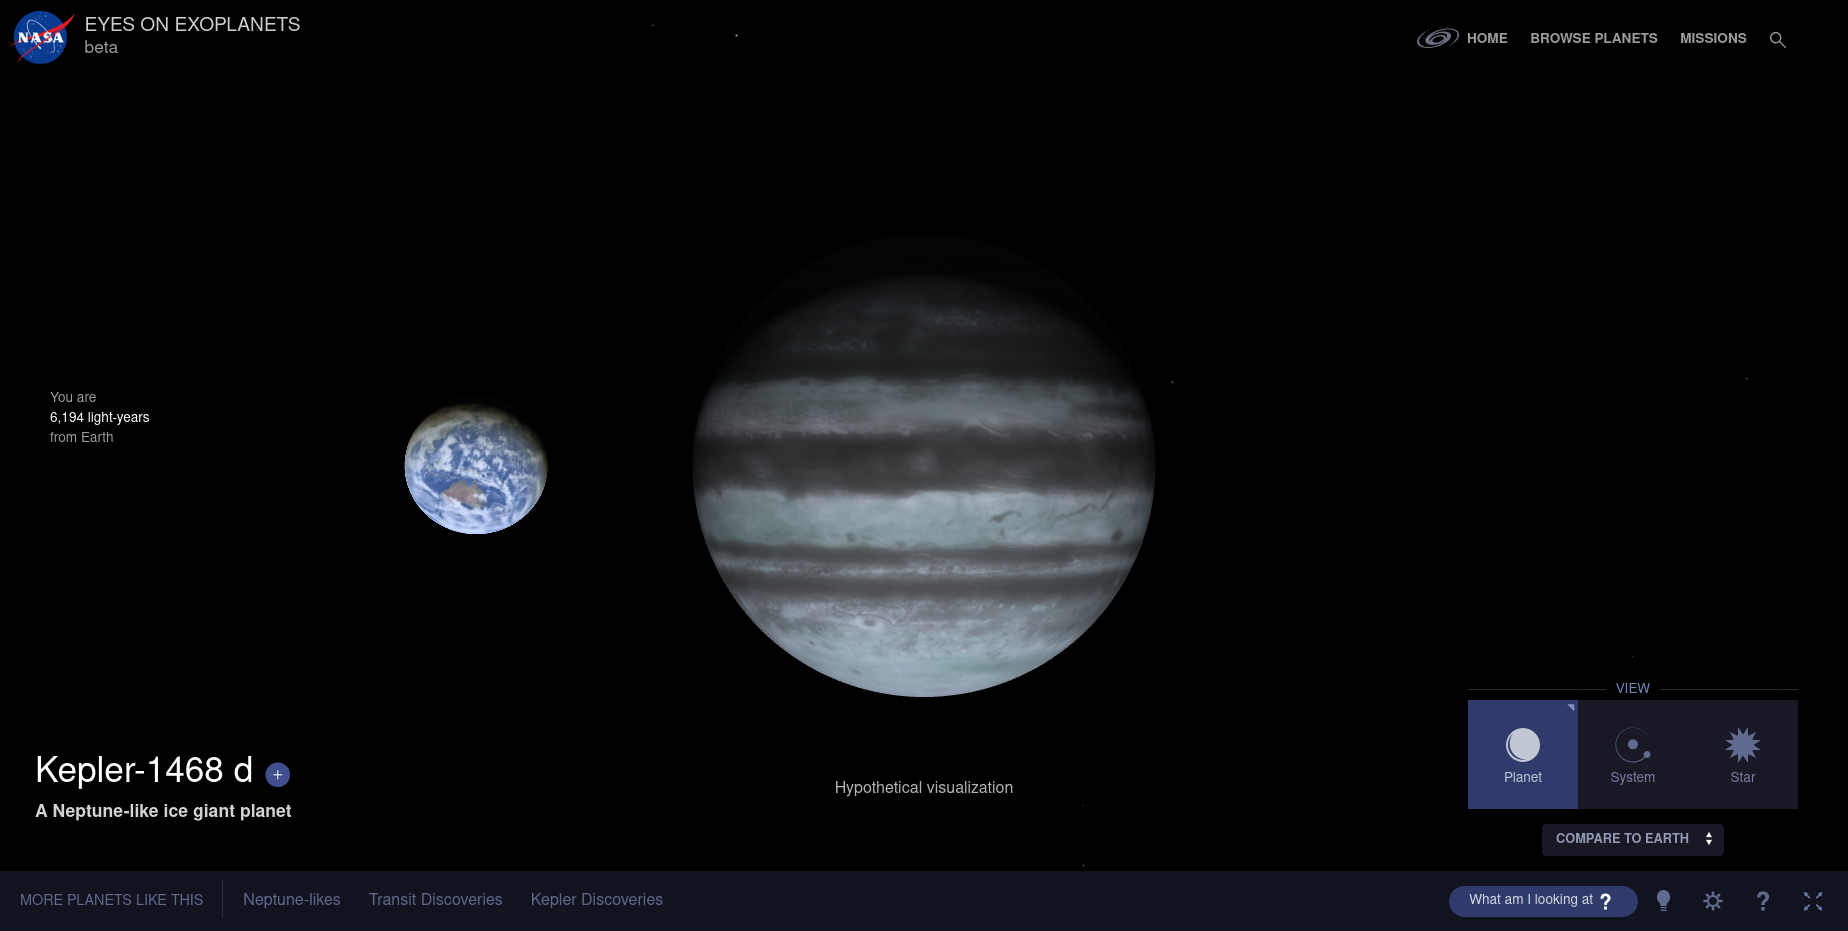 NASA
EYES ON EXOPLANETS
beta
HOME
BROWSE PLANETS
MISSIONS
You are
6,194 light-years
from Earth
Kepler-1468 d
A Neptune-like ice giant planet
Hypothetical visualization
VIEW
Planet
System
Star
COMPARE TO EARTH
MORE PLANETS LIKE THIS
Neptune-likes
Transit Discoveries
Kepler Discoveries
What am I looking at ?
?